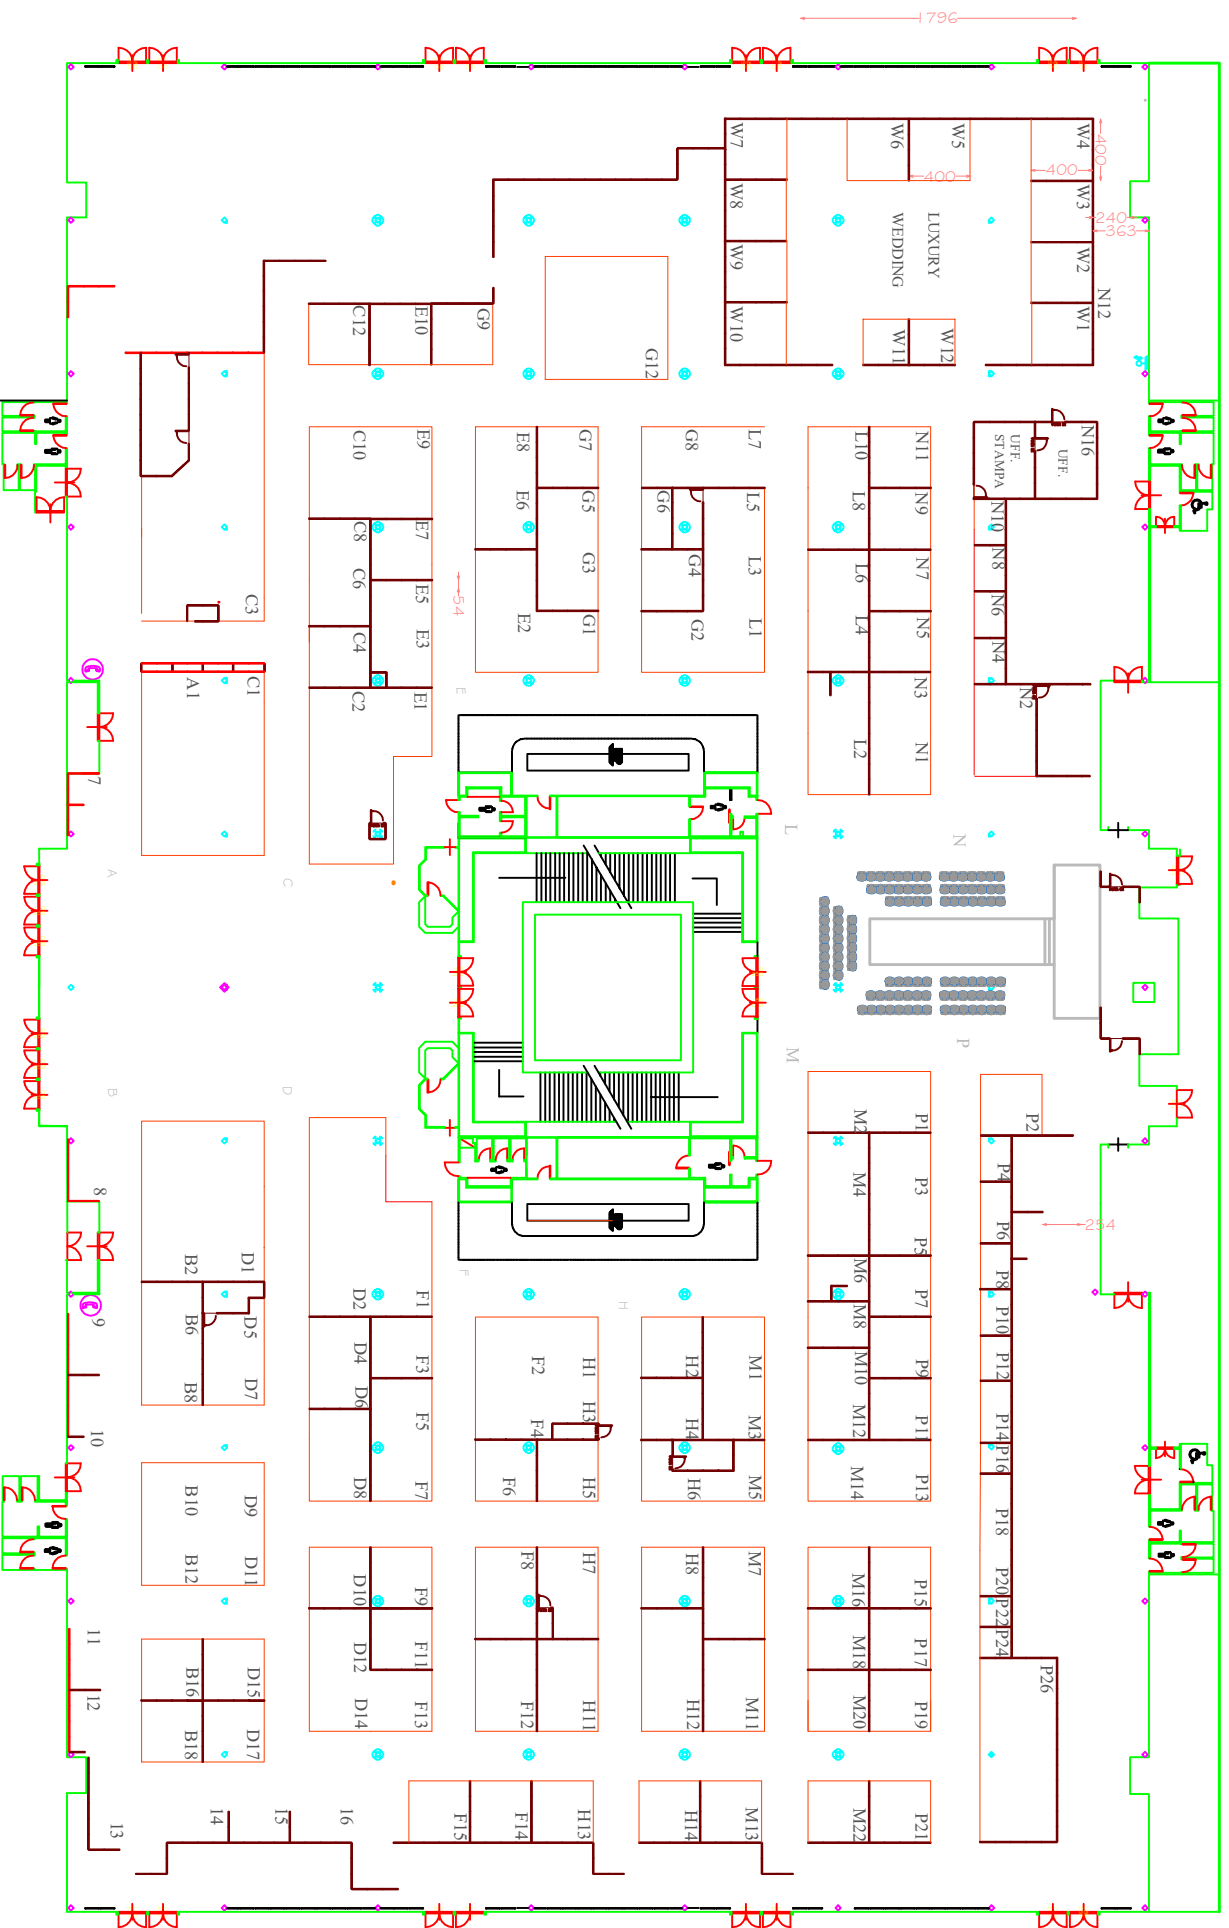 1796
W7
W6
W5
W4
400
400
400
W8
W3
240
363
LUXURY
WEDDING
W9
W2
N12
W10
W11
W12
W1
C12
E10
G9
G12
C10
E9
E8
G7
G8
L7
L10
N11
N16
UFF.
UFF.
STAMPA
E6
G5
G6
L5
L8
N9
N10
C8
E7
G3
G4
L3
L6
N7
N8
C6
E5
54
C3
C4
E3
E2
G1
G2
L1
L4
N5
N6
N4
A1
C1
C2
E1
E
N3
N2
L2
N1
7
L
N
A
C
M
P
B
D
M2
P1
P2
8
M4
P3
P4
P6
254
B2
D1
M6
P5
P8
F
H
D2
F1
M8
P7
P10
9
B6
D5
D4
F3
F2
H1
H2
M1
M10
P9
P12
B8
D7
D6
F5
F4
H3
H4
M3
M12
P11
P14
10
P16
D8
F7
F6
H5
H6
M5
M14
P13
P18
B10
D9
B12
D11
D10
F9
F8
H7
H8
M7
M16
P15
P20
P22
P24
11
12
B16
D15
D12
F11
M18
P17
P26
B18
D17
D14
F13
F12
H11
H12
M11
M20
P19
13
14
15
16
F15
F14
H13
H14
M13
M22
P21